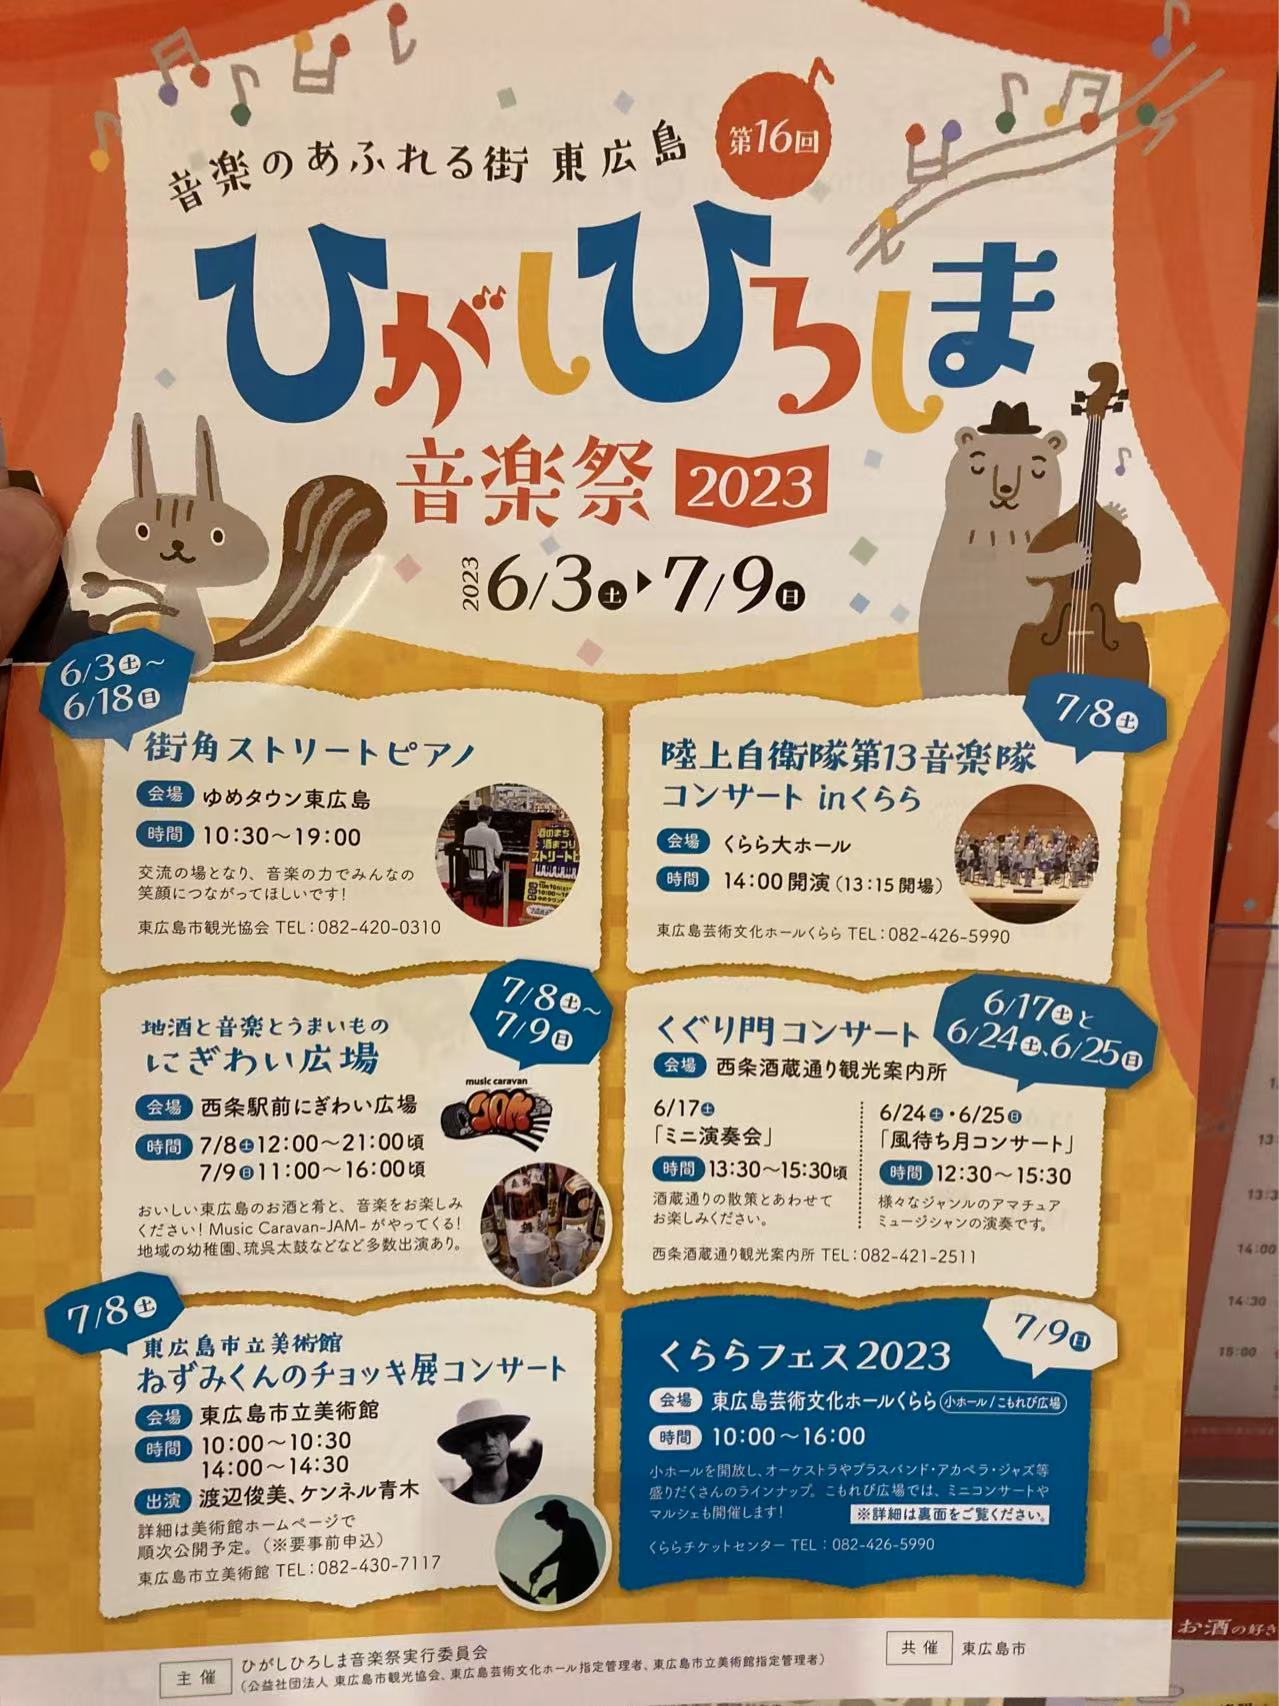 音楽のあふれる街 東広島
第16回
ひがしひろしま
音楽祭 2023
2023 6/3土▶7/9日
6/3土～
6/18日
街角ストリートピアノ
会場 ゆめタウン東広島
時間 10:30～19:00
交流の場となり、音楽の力でみんなの
笑顔につながってほしいです!
東広島市観光協会 TEL:082-420-0310
7/8土
陸上自衛隊第13音楽隊
コンサート inくらら
会場 くらら大ホール
時間 14:00開演(13:15開場)
東広島芸術文化ホールくらら TEL:082-426-5990
7/8土～
7/9日
地酒と音楽とうまいもの
にぎわい広場
music caravan
JAM
会場 西条駅前にぎわい広場
時間 7/8土12:00～21:00頃
7/9日11:00～16:00頃
おいしい東広島のお酒と肴と、音楽をお楽しみ
ください! Music Caravan-JAM- がやってくる!
地域の幼稚園、琉呉太鼓などなど多数出演あり。
6/17土と
6/24土、6/25日
くぐり門コンサート
会場 西条酒蔵通り観光案内所
6/17土
「ミニ演奏会」
時間 13:30～15:30頃
酒蔵通りの散策とあわせて
お楽しみください。
6/24土・6/25日
「風待ち月コンサート」
時間 12:30～15:30
様々なジャンルのアマチュア
ミュージシャンの演奏です。
西条酒蔵通り観光案内所 TEL:082-421-2511
7/8土
東広島市立美術館
ねずみくんのチョッキ展コンサート
会場 東広島市立美術館
時間 10:00～10:30
14:00～14:30
出演 渡辺俊美、ケンネル青木
詳細は美術館ホームページで
順次公開予定。(※要事前申込)
東広島市立美術館 TEL:082-430-7117
7/9日
くららフェス2023
会場 東広島芸術文化ホールくらら 小ホール/こもれび広場
時間 10:00～16:00
小ホールを開放し、オーケストラやブラスバンド・アカペラ・ジャズ等
盛りだくさんのラインナップ。こもれび広場では、ミニコンサートや
マルシェも開催します! ※詳細は裏面をご覧ください。
くららチケットセンター TEL:082-426-5990
主催 ひがしひろしま音楽祭実行委員会
(公益社団法人 東広島市観光協会、東広島芸術文化ホール指定管理者、東広島市立美術館指定管理者)
共催 東広島市
14:00
14:30
15:00
お酒の好き